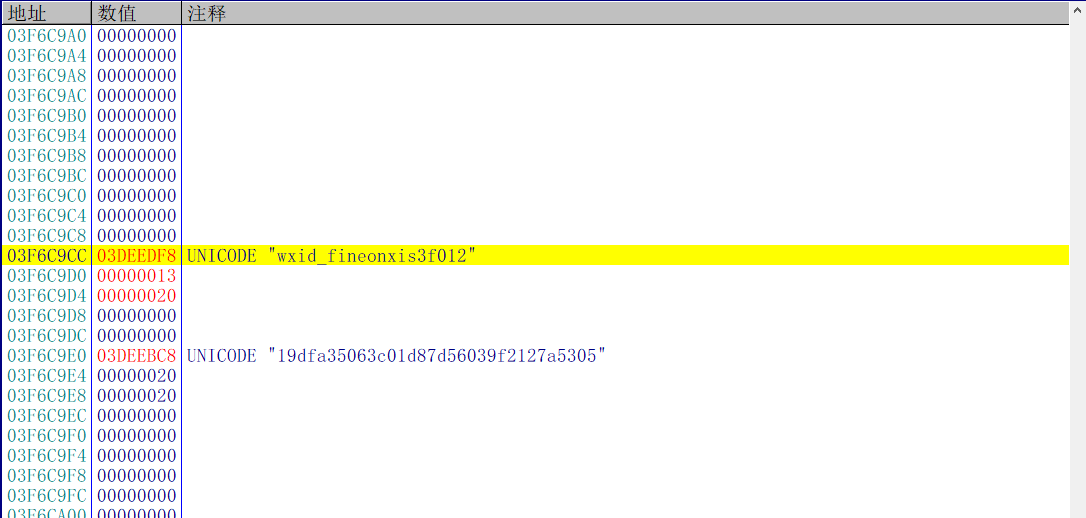 地址 数值 注释
03F6C9A0 00000000
03F6C9A4 00000000
03F6C9A8 00000000
03F6C9AC 00000000
03F6C9B0 00000000
03F6C9B4 00000000
03F6C9B8 00000000
03F6C9BC 00000000
03F6C9C0 00000000
03F6C9C4 00000000
03F6C9C8 00000000
03F6C9CC 03DEEDF8 UNICODE "wxid_fineonxis3f012"
03F6C9D0 00000013
03F6C9D4 00000020
03F6C9D8 00000000
03F6C9DC 00000000
03F6C9E0 03DEEBC8 UNICODE "19dfa35063c01d87d56039f2127a5305"
03F6C9E4 00000020
03F6C9E8 00000020
03F6C9EC 00000000
03F6C9F0 00000000
03F6C9F4 00000000
03F6C9F8 00000000
03F6C9FC 00000000
03F6CA00 00000000